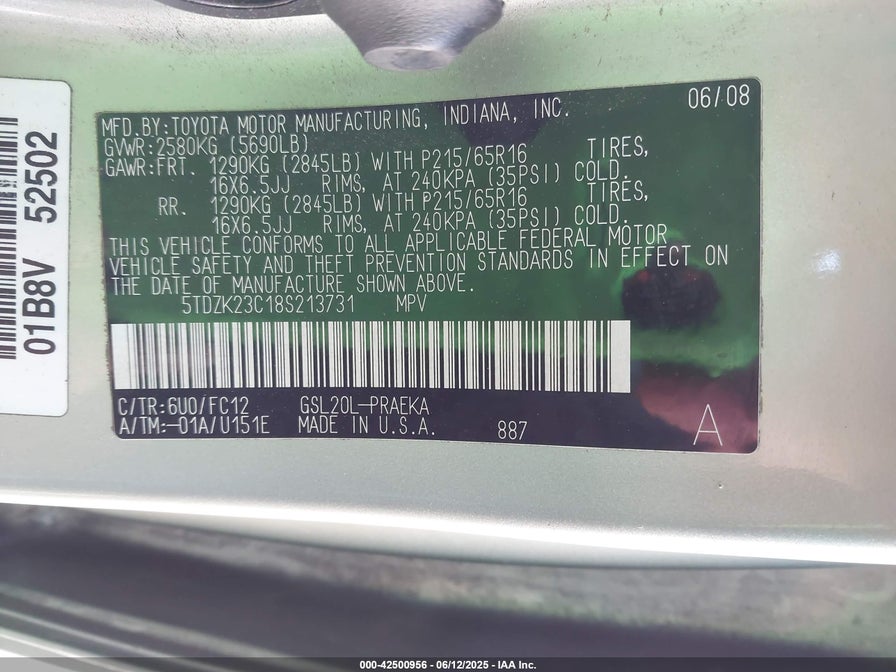 MFD.BY:TOYOTA MOTOR MANUFACTURING, INDIANA, INC. 06/08
GVWR:2580KG (5690LB)
GAWR:FRT. 1290KG (2845LB) WITH P215/65R16 TIRES,
16X6.5JJ RIMS, AT 240KPA (35PSI) COLD.
RR. 1290KG (2845LB) WITH P215/65R16 TIRES,
16X6.5JJ RIMS, AT 240KPA (35PSI) COLD.
THIS VEHICLE CONFORMS TO ALL APPLICABLE FEDERAL MOTOR
VEHICLE SAFETY AND THEFT PREVENTION STANDARDS IN EFFECT ON
THE DATE OF MANUFACTURE SHOWN ABOVE.
5TDZK23C18S213731 MPV
C/TR:6U0/FC12 GSL20L-PRAEKA
A/TM:-01A/U151E MADE IN U.S.A. 887 A
01B8V 52502
000-42500956 - 06/12/2025 - IAA Inc.